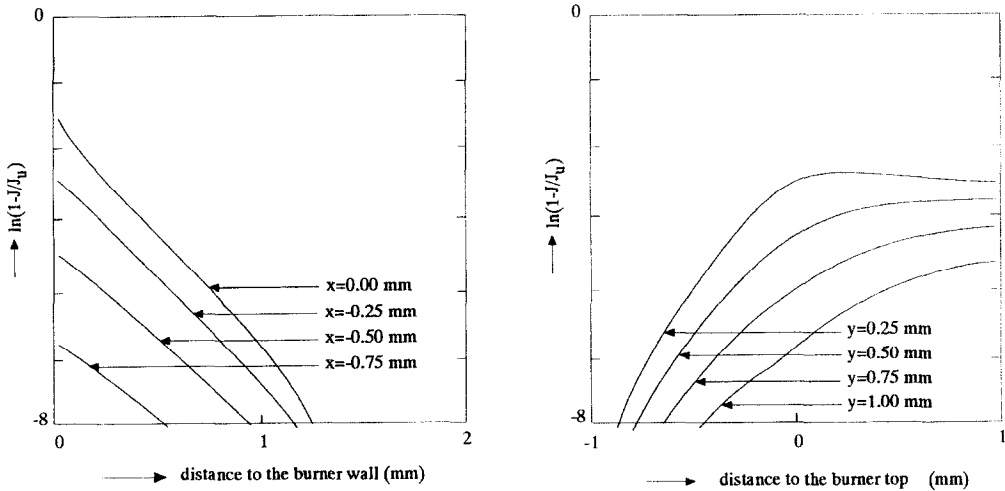 0
-8
ln(1-J/Ju)
x=0.00 mm
x=-0.25 mm
x=-0.50 mm
x=-0.75 mm
0
1
2
distance to the burner wall (mm)
0
-8
ln(1-J/Ju)
y=0.25 mm
y=0.50 mm
y=0.75 mm
y=1.00 mm
-1
0
1
distance to the burner top (mm)